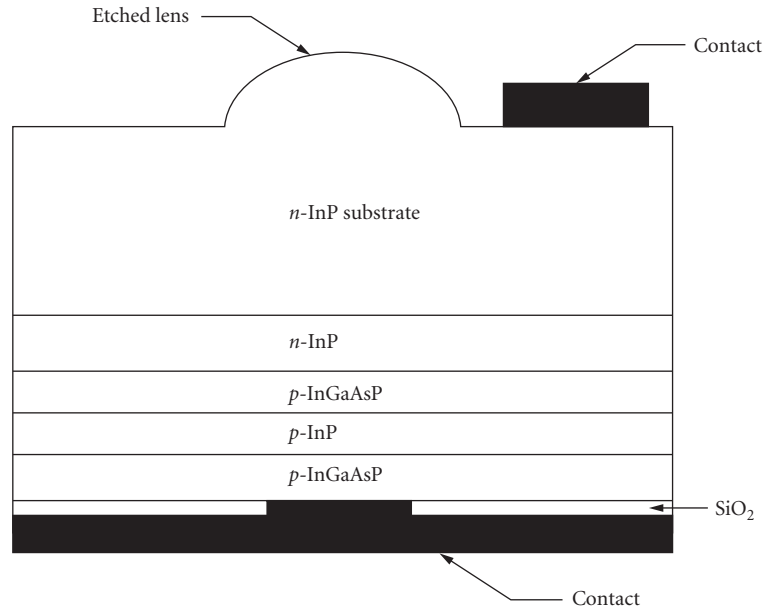 Etched lens
Contact
n-InP substrate
n-InP
p-InGaAsP
p-InP
p-InGaAsP
SiO₂
Contact